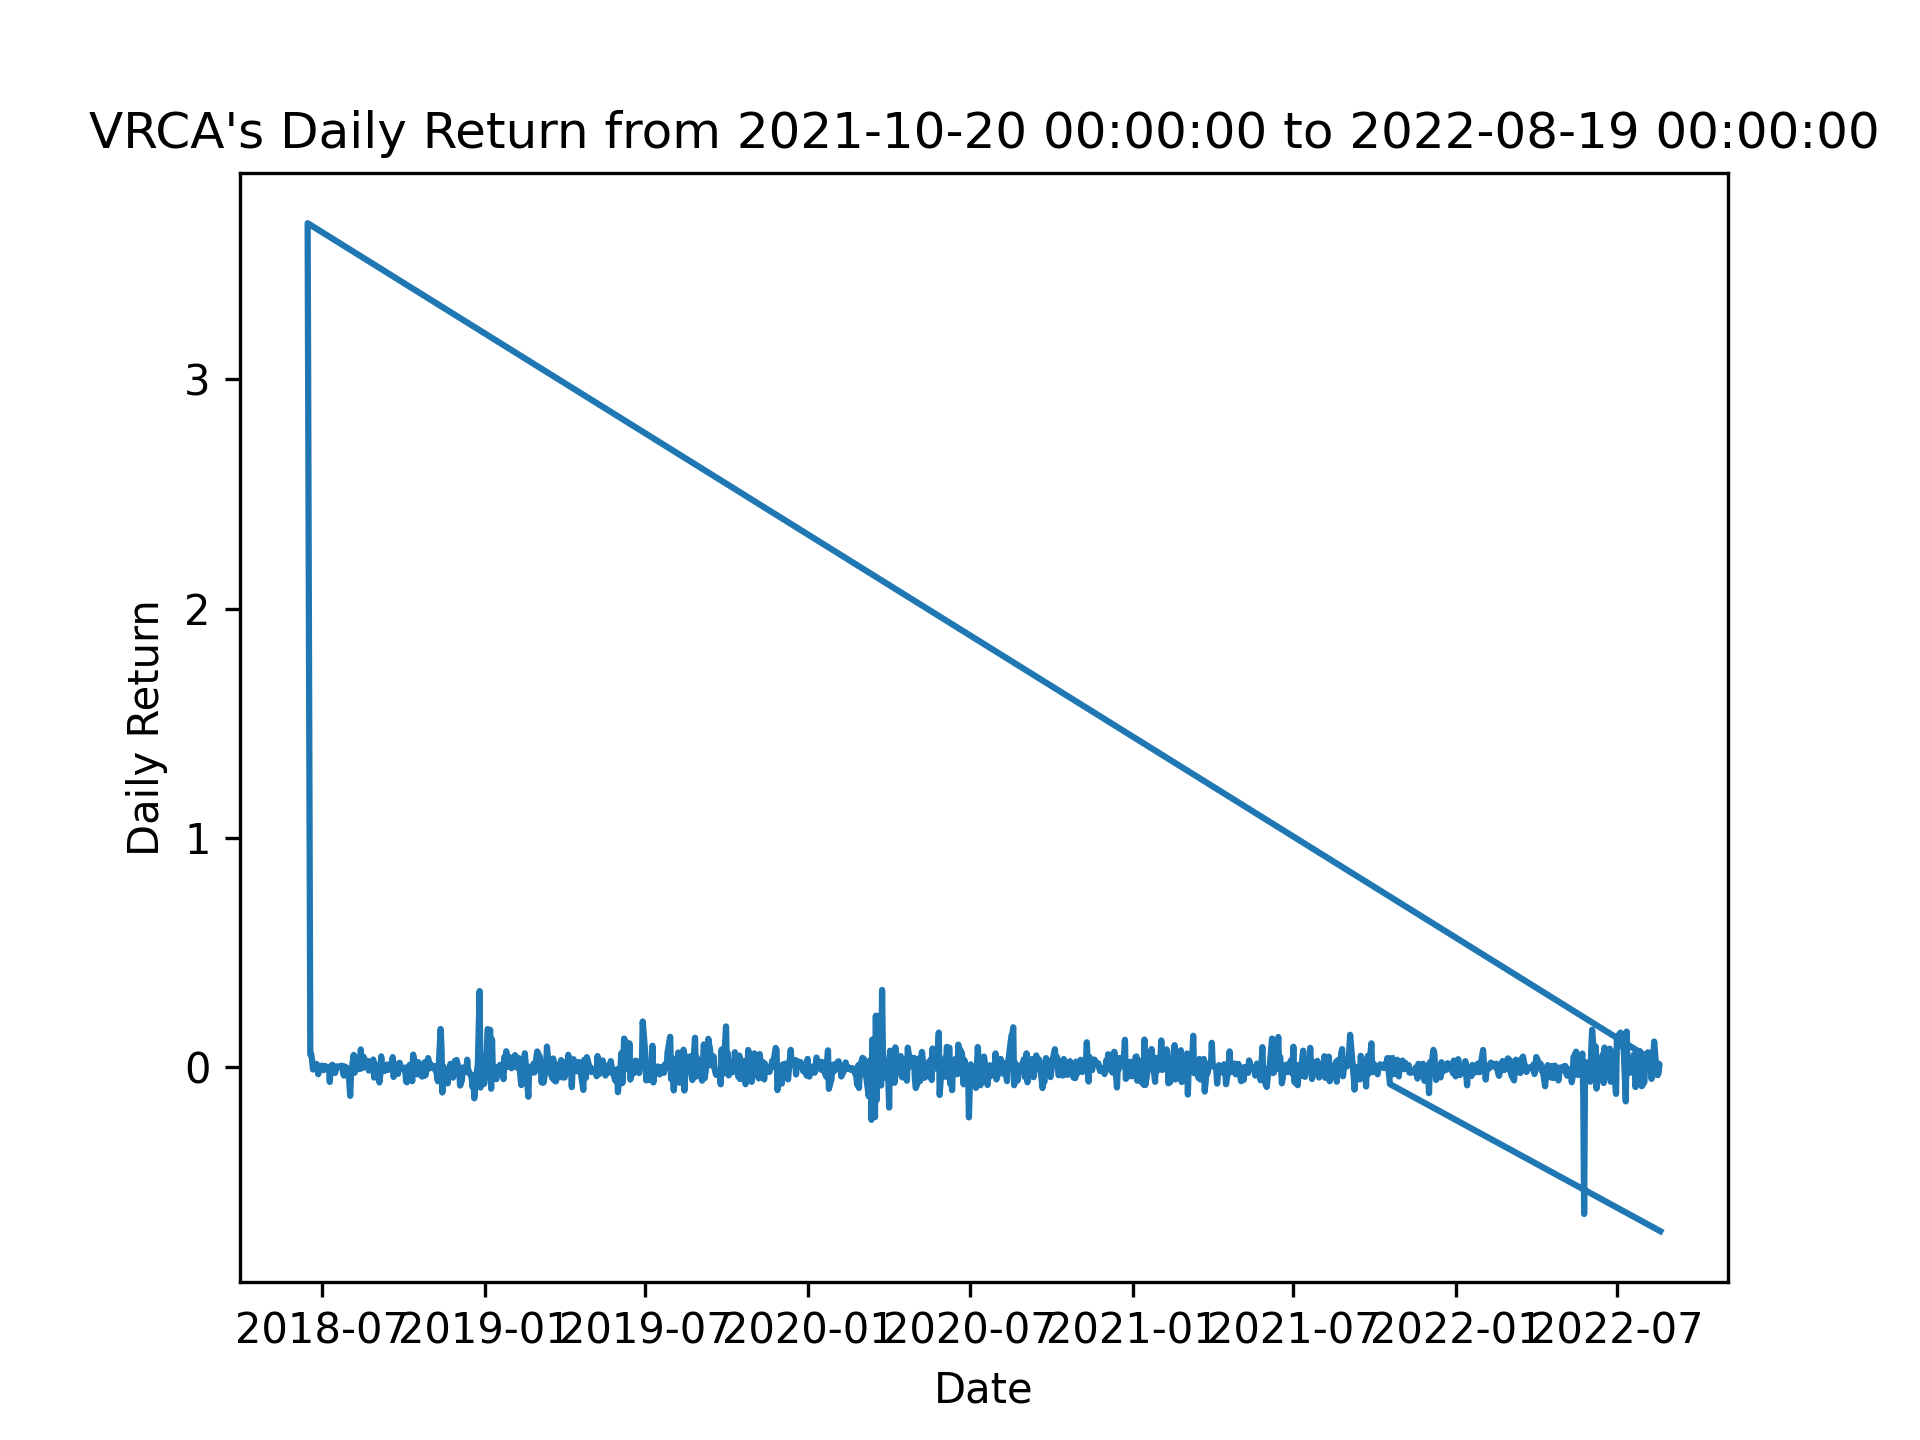 VRCA's Daily Return from 2021-10-20 00:00:00 to 2022-08-19 00:00:00
Daily Return
3
2
1
0
2018-07 2019-01 2019-07 2020-01 2020-07 2021-01 2021-07 2022-01 2022-07
Date